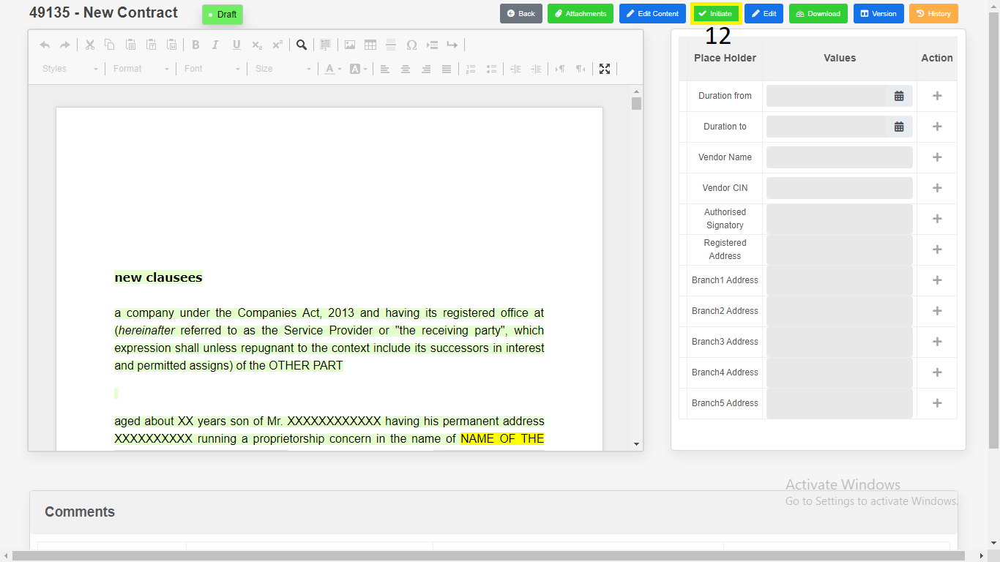 49135 - New Contract
Draft
Back
Attachments
Edit Content
Initiate
Edit
Download
Version
History
12
Styles
Format
Font
Size
Place Holder Values Action
Duration from
Duration to
Vendor Name
Vendor CIN
Authorised
Signatory
Registered
Address
Branch1 Address
Branch2 Address
Branch3 Address
Branch4 Address
Branch5 Address
new clausees
a company under the Companies Act, 2013 and having its registered office at
(hereinafter referred to as the Service Provider or "the receiving party", which
expression shall unless repugnant to the context include its successors in interest
and permitted assigns) of the OTHER PART
aged about XX years son of Mr. XXXXXXXXXXXX having his permanent address
XXXXXXXXXX running a proprietorship concern in the name of NAME OF THE
Activate Windows
Go to Settings to activate Windows.
Comments